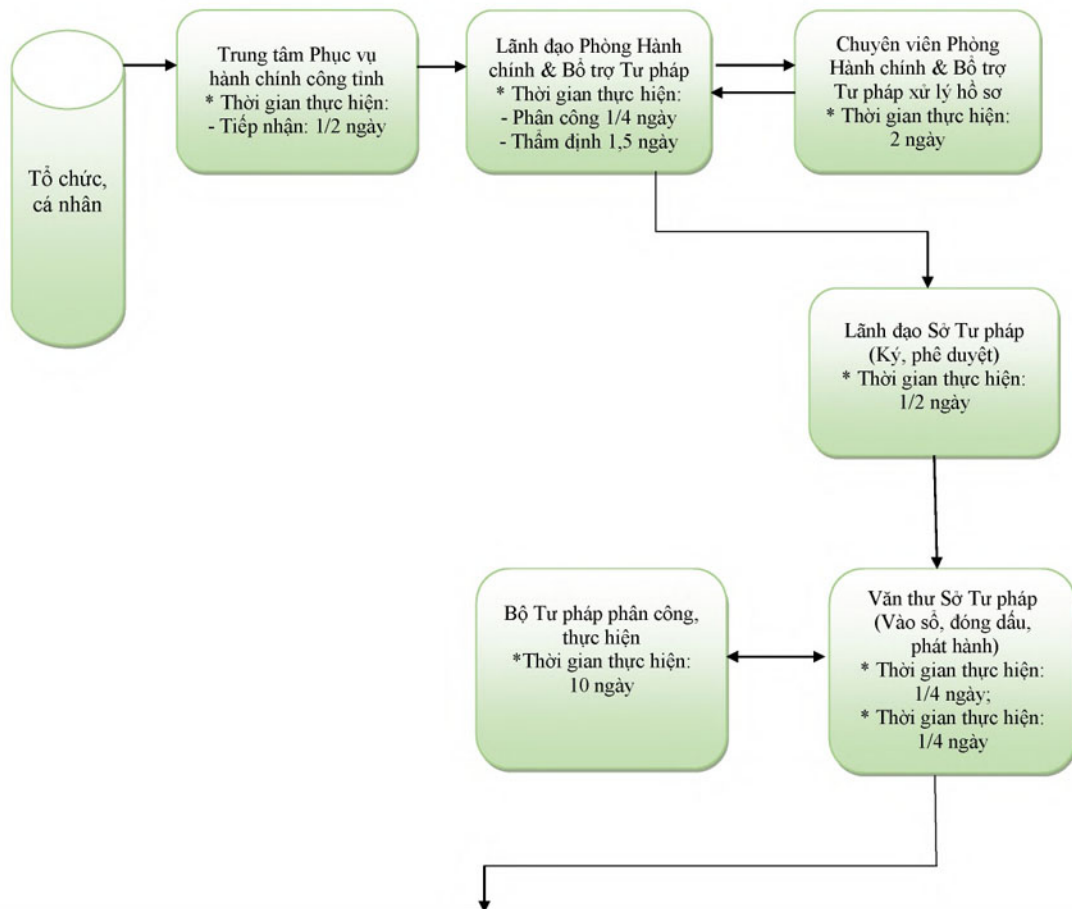 Tổ chức,
cá nhân
Trung tâm Phục vụ
hành chính công tỉnh
* Thời gian thực hiện:
- Tiếp nhận: 1/2 ngày
Lãnh đạo Phòng Hành
chính & Bổ trợ Tư pháp
* Thời gian thực hiện:
- Phân công 1/4 ngày
- Thẩm định 1,5 ngày
Chuyên viên Phòng
Hành chính & Bổ trợ
Tư pháp xử lý hồ sơ
* Thời gian thực hiện:
2 ngày
Lãnh đạo Sở Tư pháp
(Ký, phê duyệt)
* Thời gian thực hiện:
1/2 ngày
Bộ Tư pháp phân công,
thực hiện
*Thời gian thực hiện:
10 ngày
Văn thư Sở Tư pháp
(Vào sổ, đóng dấu,
phát hành)
* Thời gian thực hiện:
1/4 ngày;
* Thời gian thực hiện:
1/4 ngày